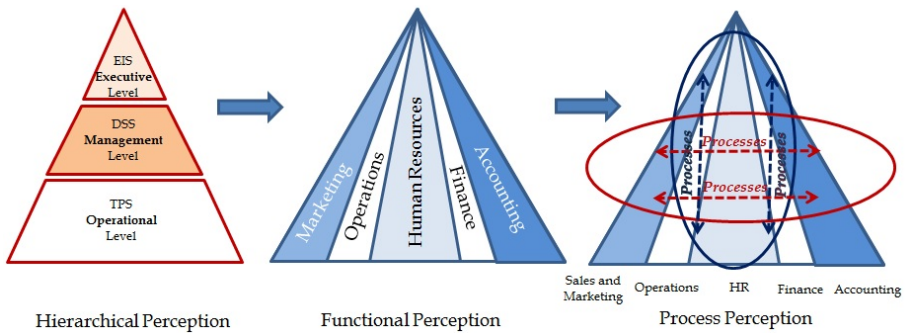 EIS
Executive
Level
DSS
Management
Level
TPS
Operational
Level
Hierarchical Perception
Marketing
Operations
Human Resources
Finance
Accounting
Functional Perception
Processes
Processes
Processes
Processes
Sales and
Marketing
Operations
HR
Finance
Accounting
Process Perception